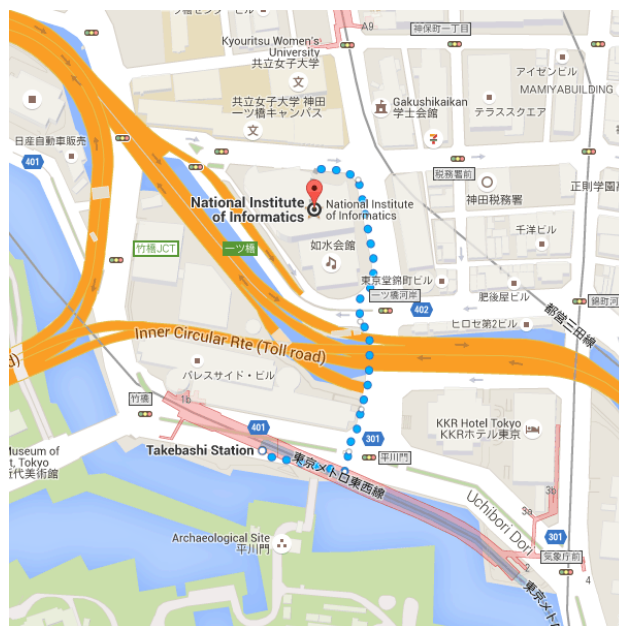 A9
神保町一丁目
Kyouritsu Women's
University
共立女子大学
アイゼンビル
MAMIYABUILDING
共立女子大学 神田
一ツ橋キャンパス
Gakushikaikan
学士会館
テラススクエア
日産自動車販売
401
税務署前
正則学園高
神田税務署
National Institute
of Informatics
National Institute
of Informatics
千洋ビル
竹橋JCT
一ツ橋
如水会館
東京堂錦町ビル
肥後屋ビル
一ツ橋河岸
402
錦町河
ヒロセ第2ビル
都営三田線
Inner Circular Rte (Toll road)
パレスサイド・ビル
竹橋
1b
401
KKR Hotel Tokyo
KKRホテル東京
Museum of
t, Tokyo
近代美術館
Takebashi Station
301
平川門
東京メトロ東西線
Uchibori Dori
3b
3a
Archaeological Site
平川門
301
気象庁前
2
4
東京メトロ